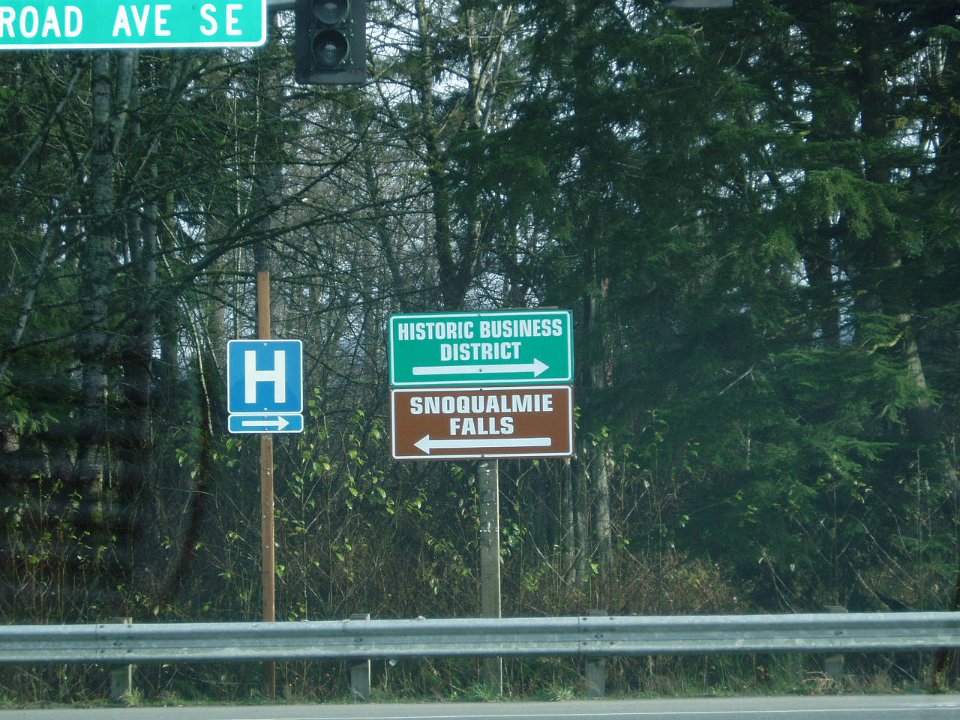 ROAD AVE SE
H
HISTORIC BUSINESS
DISTRICT
SNOQUALMIE
FALLS